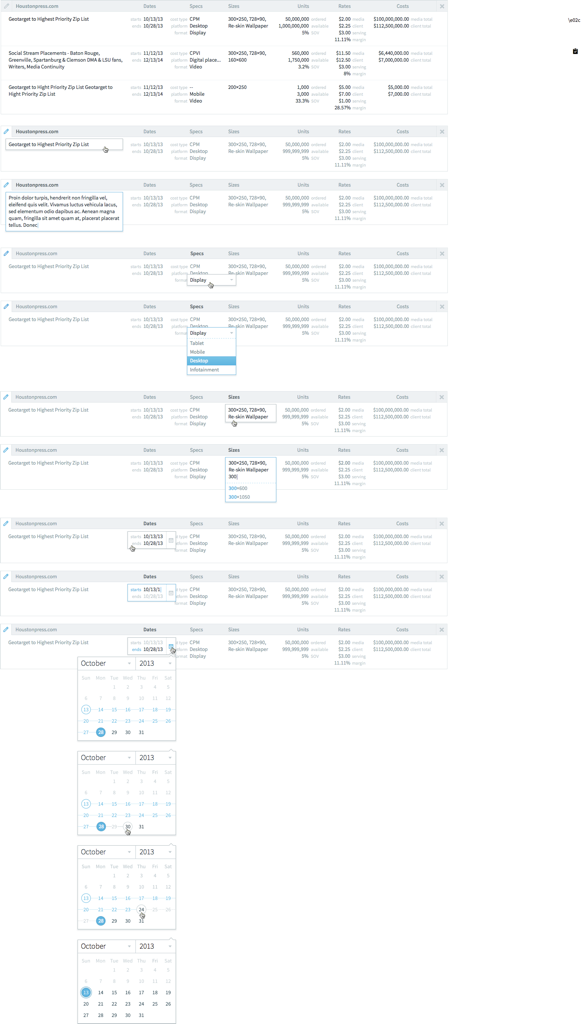 Houstonpress.com Dates Specs Sizes Units Rates Costs
Geotarget to Highest Priority Zip List starts 10/13/13 cost type CPM 300×250, 728×90, 50,000,000 ordered $2.00 media $100,000,000.00 media total
ends 10/28/13 platform Desktop Re-skin Wallpaper 1,000,000,000 available $2.25 client $112,500,000.00 client total
format Display 5% SOV $3.00 serving
11.11% margin
Social Stream Placements - Baton Rouge, starts 11/12/13 cost type CPVI 300×250, 728×90, 560,000 ordered $11.50 media $6,440,000.00 media total
Greenville, Spartanburg & Clemson DMA & LSU fans, ends 12/13/14 platform Digital place... 160×600 1,750,000 available $12.50 client $7,000,000.00 client total
Writers, Media Continuity format Video 3.2% SOV $3.00 serving
8% margin
Geotarget to Hight Priority Zip List Geotarget to starts 11/12/13 cost type — 200×250 1,000 ordered $5.00 media $5,000.00 media total
Hight Priority Zip List ends 12/13/14 platform Mobile 3,000 available $7.00 client $7,000.00 client total
format Video 33.3% SOV $1.00 serving
28.57% margin
Houstonpress.com Dates Specs Sizes Units Rates Costs
Geotarget to Highest Priority Zip List starts 10/13/13 cost type CPM 300×250, 728×90, 50,000,000 ordered $2.00 media $100,000,000.00 media total
ends 10/28/13 platform Desktop Re-skin Wallpaper 999,999,999 available $2.25 client $112,500,000.00 client total
format Display 5% SOV $3.00 serving
11.11% margin
Houstonpress.com Dates Specs Sizes Units Rates Costs
Proin dolor turpis, hendrerit non fringilla vel, starts 10/13/13 cost type CPM 300×250, 728×90, 50,000,000 ordered $2.00 media $100,000,000.00 media total
eleifend quis velit. Vivamus luctus vehicula lacus, ends 10/28/13 platform Desktop Re-skin Wallpaper 999,999,999 available $2.25 client $112,500,000.00 client total
sed elementum odio dapibus ac. Aenean magna format Display 5% SOV $3.00 serving
quam, fringilla sit amet quam at, placerat placerat 11.11% margin
tellus. Donec
Houstonpress.com Dates Specs Sizes Units Rates Costs
Geotarget to Highest Priority Zip List starts 10/13/13 cost type CPM 300×250, 728×90, 50,000,000 ordered $2.00 media $100,000,000.00 media total
ends 10/28/13 platform Desktop Re-skin Wallpaper 999,999,999 available $2.25 client $112,500,000.00 client total
format Display 5% SOV $3.00 serving
11.11% margin
Houstonpress.com Dates Specs Sizes Units Rates Costs
Geotarget to Highest Priority Zip List starts 10/13/13 cost type CPM 300×250, 728×90, 50,000,000 ordered $2.00 media $100,000,000.00 media total
ends 10/28/13 platform Desktop Re-skin Wallpaper 999,999,999 available $2.25 client $112,500,000.00 client total
format Display 5% SOV $3.00 serving
11.11% margin
Tablet
Mobile
Desktop
Infotainment
Houstonpress.com Dates Specs Sizes Units Rates Costs
Geotarget to Highest Priority Zip List starts 10/13/13 cost type CPM 300×250, 728×90, 50,000,000 ordered $2.00 media $100,000,000.00 media total
ends 10/28/13 platform Desktop Re-skin Wallpaper 999,999,999 available $2.25 client $112,500,000.00 client total
format Display 5% SOV $3.00 serving
11.11% margin
Houstonpress.com Dates Specs Sizes Units Rates Costs
Geotarget to Highest Priority Zip List starts 10/13/13 cost type CPM 300×250, 728×90, 50,000,000 ordered $2.00 media $100,000,000.00 media total
ends 10/28/13 platform Desktop Re-skin Wallpaper 999,999,999 available $2.25 client $112,500,000.00 client total
format Display 300 5% SOV $3.00 serving
11.11% margin
300×600
300×1000
Houstonpress.com Dates Specs Sizes Units Rates Costs
Geotarget to Highest Priority Zip List starts 10/13/13 cost type CPM 300×250, 728×90, 50,000,000 ordered $2.00 media $100,000,000.00 media total
ends 10/28/13 platform Desktop Re-skin Wallpaper 999,999,999 available $2.25 client $112,500,000.00 client total
format Display 5% SOV $3.00 serving
11.11% margin
Houstonpress.com Dates Specs Sizes Units Rates Costs
Geotarget to Highest Priority Zip List starts 10/13/1 cost type CPM 300×250, 728×90, 50,000,000 ordered $2.00 media $100,000,000.00 media total
ends 10/28/13 platform Desktop Re-skin Wallpaper 999,999,999 available $2.25 client $112,500,000.00 client total
format Display 5% SOV $3.00 serving
11.11% margin
Houstonpress.com Dates Specs Sizes Units Rates Costs
Geotarget to Highest Priority Zip List starts 10/13/13 cost type CPM 300×250, 728×90, 50,000,000 ordered $2.00 media $100,000,000.00 media total
ends 10/28/13 Desktop Re-skin Wallpaper 999,999,999 available $2.25 client $112,500,000.00 client total
format Display 5% SOV $3.00 serving
11.11% margin
October 2013
Sun Mon Tue Wed Thu Fri Sat
1 2 3 4 5
6 7 8 9 10 11 12
13 14 15 16 17 18 19
20 21 22 23 24 25 26
27 28 29 30 31
October 2013
Sun Mon Tue Wed Thu Fri Sat
1 2 3 4 5
6 7 8 9 10 11 12
13 14 15 16 17 18 19
20 21 22 23 24 25 26
27 28 29 30 31
October 2013
Sun Mon Tue Wed Thu Fri Sat
1 2 3 4 5
6 7 8 9 10 11 12
13 14 15 16 17 18 19
20 21 22 23 24 25 26
27 28 29 30 31
October 2013
Sun Mon Tue Wed Thu Fri Sat
1 2 3 4 5
6 7 8 9 10 11 12
13 14 15 16 17 18 19
20 21 22 23 24 25 26
27 28 29 30 31